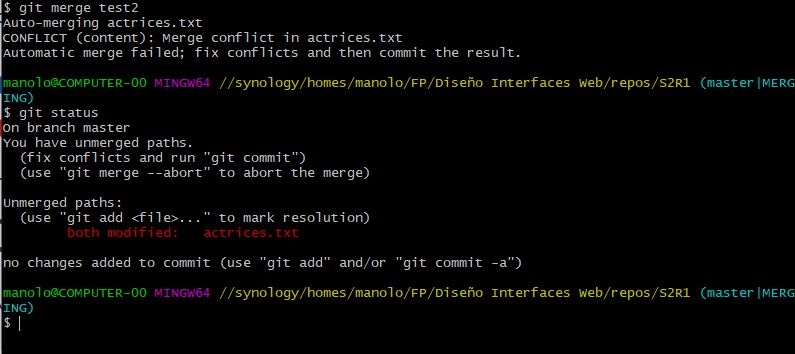 $ git merge test2
Auto-merging actrices.txt
CONFLICT (content): Merge conflict in actrices.txt
Automatic merge failed; fix conflicts and then commit the result.
manolo@COMPUTER-00 MINGW64 //synology/homes/manolo/FP/Diseño Interfaces Web/repos/S2R1 (master|MERG
ING)
$ git status
On branch master
You have unmerged paths.
  (fix conflicts and run "git commit")
  (use "git merge --abort" to abort the merge)
Unmerged paths:
  (use "git add <file>..." to mark resolution)
        both modified:   actrices.txt
no changes added to commit (use "git add" and/or "git commit -a")
manolo@COMPUTER-00 MINGW64 //synology/homes/manolo/FP/Diseño Interfaces Web/repos/S2R1 (master|MERG
ING)
$